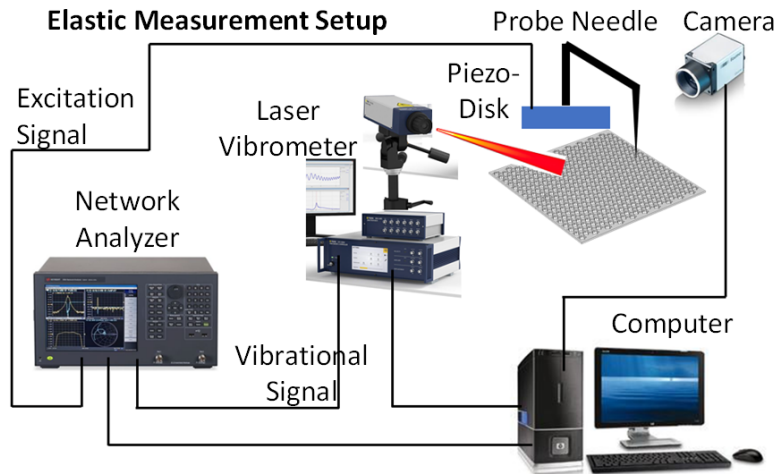 Elastic Measurement Setup
Probe Needle
Camera
Piezo-
Disk
Excitation
Signal
Laser
Vibrometer
Network
Analyzer
Computer
Vibrational
Signal